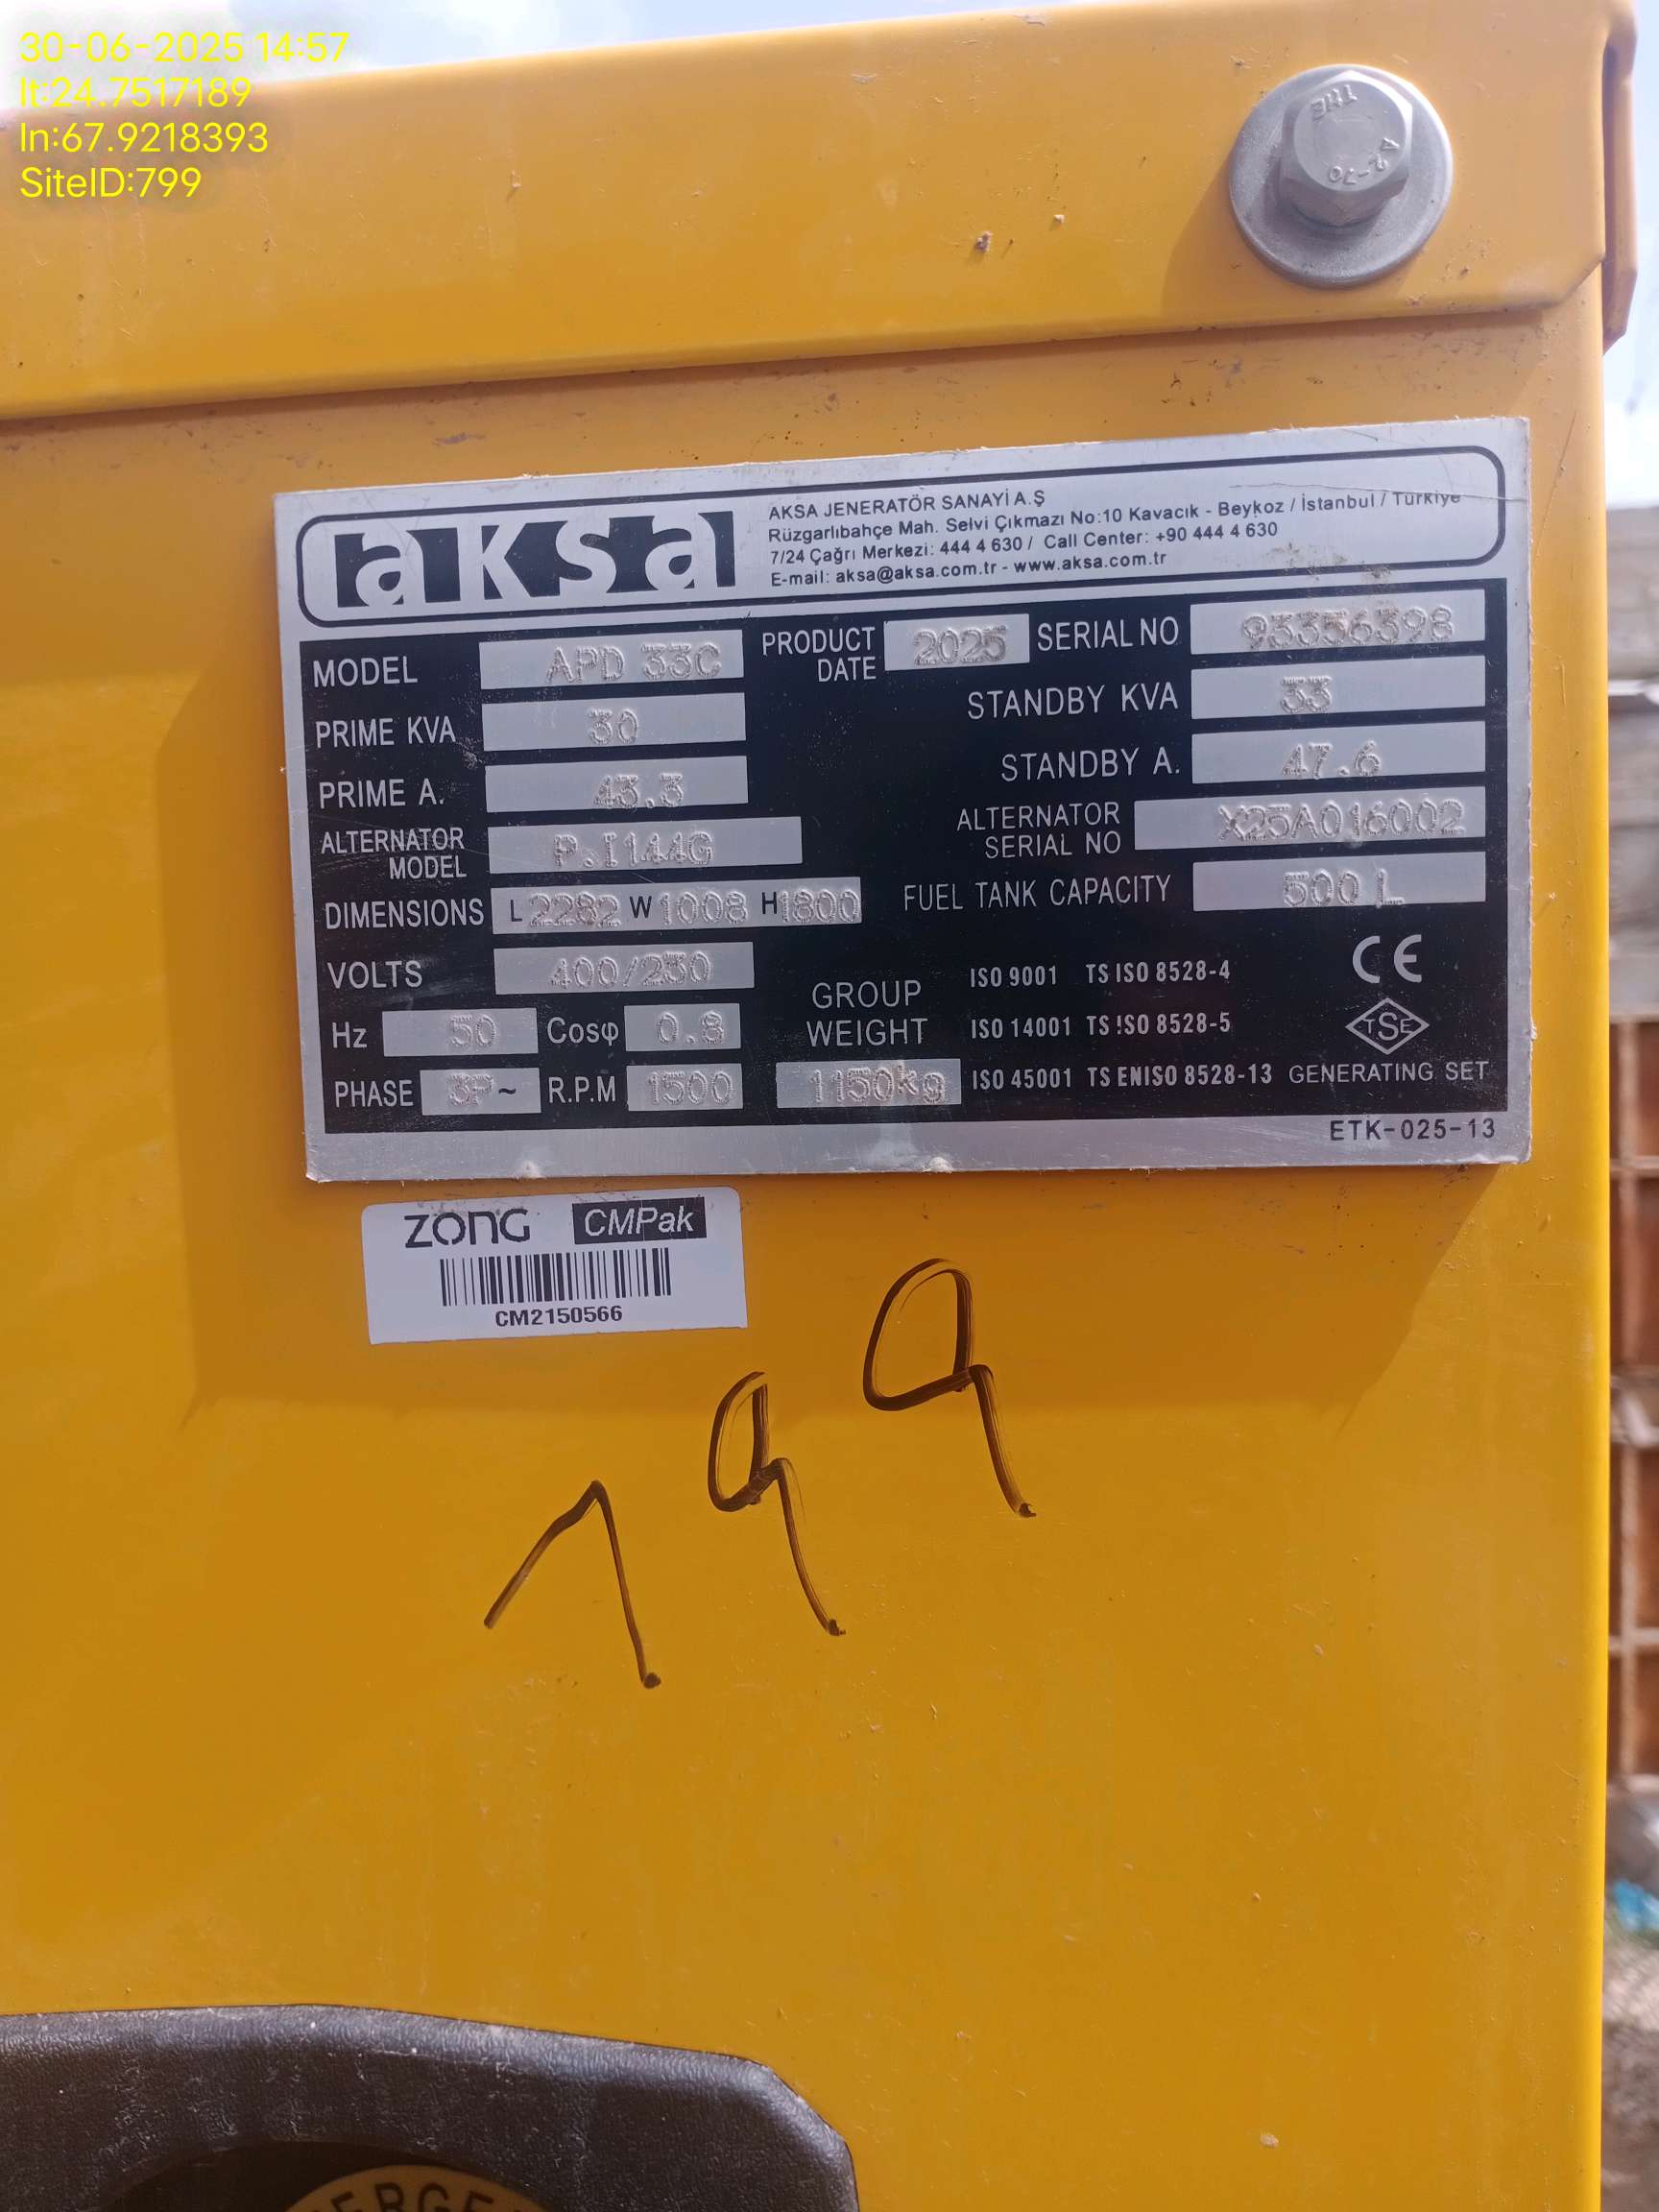 30-06-2025 14:57
lt:24.7517189
ln:67.9218393
SiteID:799
THE
A2-70
aksa
AKSA JENERATÖR SANAYİ A.Ş
Rüzgarlıbahçe Mah. Selvi Çıkmazı No:10 Kavacık - Beykoz / İstanbul / Türkiye
7/24 Çağrı Merkezi: 444 4 630 / Call Center: +90 444 4 630
E-mail: aksa@aksa.com.tr - www.aksa.com.tr
MODEL APD 33C PRODUCT DATE 2025 SERIAL NO 93356398
PRIME KVA 30 STANDBY KVA 33
PRIME A. 43.3 STANDBY A. 47.6
ALTERNATOR MODEL P.I144G ALTERNATOR SERIAL NO X25A016002
DIMENSIONS L 2282 W 1008 H 1800 FUEL TANK CAPACITY 500 L
VOLTS 400/230 GROUP WEIGHT ISO 9001 TS ISO 8528-4 CE
Hz 50 Cosφ 0.8 ISO 14001 TS ISO 8528-5 TSE
PHASE 3P~ R.P.M 1500 1150kg ISO 45001 TS EN ISO 8528-13 GENERATING SET
ETK-025-13
ZONG CMPak
CM2150566
199